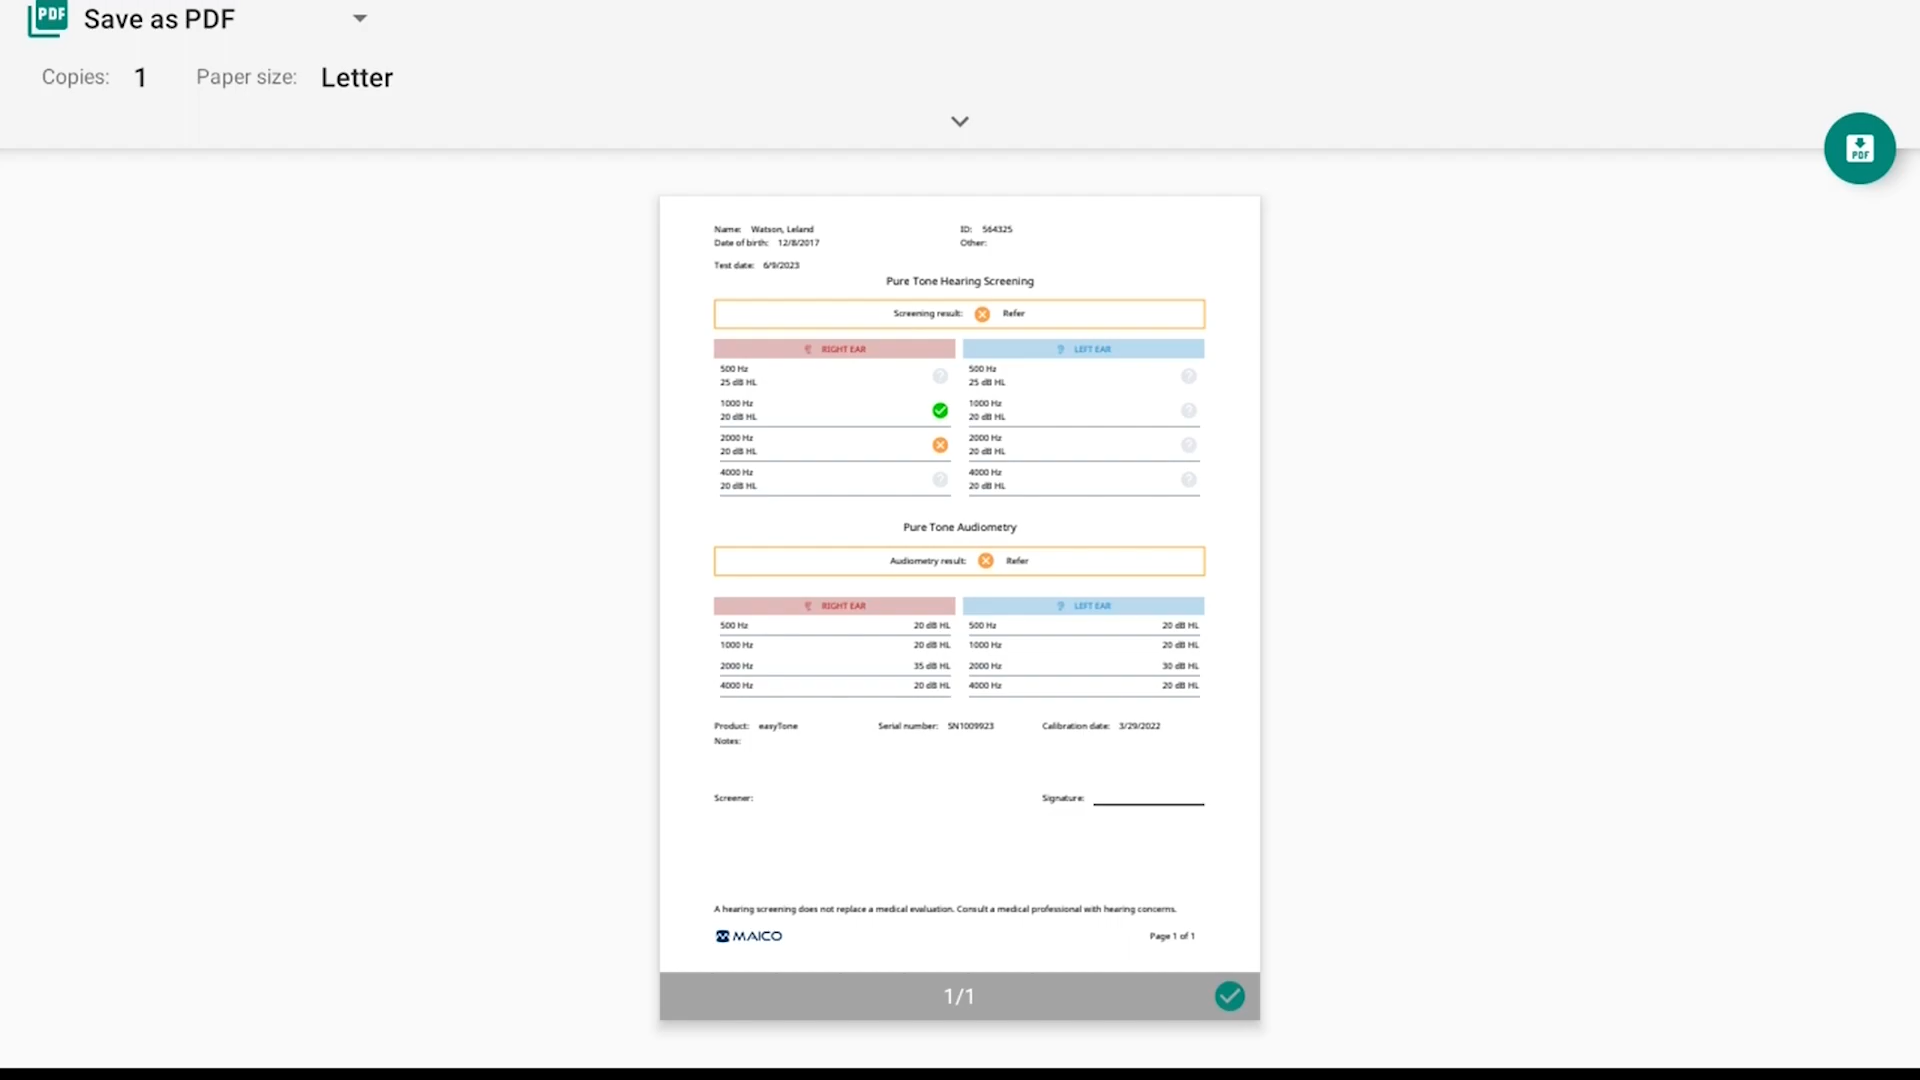 PDF Save as PDF
Copies: 1 Paper size: Letter
PDF
Name: Watson, Leland ID: 564325
Date of birth: 12/8/2017 Other:
Test date: 6/9/2023
Pure Tone Hearing Screening
Screening result: Refer
RIGHT EAR LEFT EAR
500 Hz 500 Hz
25 dB HL ? 25 dB HL ?
1000 Hz 1000 Hz
20 dB HL 20 dB HL ?
2000 Hz 2000 Hz
20 dB HL 20 dB HL ?
4000 Hz 4000 Hz
20 dB HL ? 20 dB HL ?
Pure Tone Audiometry
Audiometry result: Refer
RIGHT EAR LEFT EAR
500 Hz 20 dB HL 500 Hz 20 dB HL
1000 Hz 20 dB HL 1000 Hz 20 dB HL
2000 Hz 35 dB HL 2000 Hz 30 dB HL
4000 Hz 20 dB HL 4000 Hz 20 dB HL
Product: easyTone Serial number: SN1009923 Calibration date: 3/29/2022
Notes:
Screener: Signature:
A hearing screening does not replace a medical evaluation. Consult a medical professional with hearing concerns.
MAICO Page 1 of 1
1/1